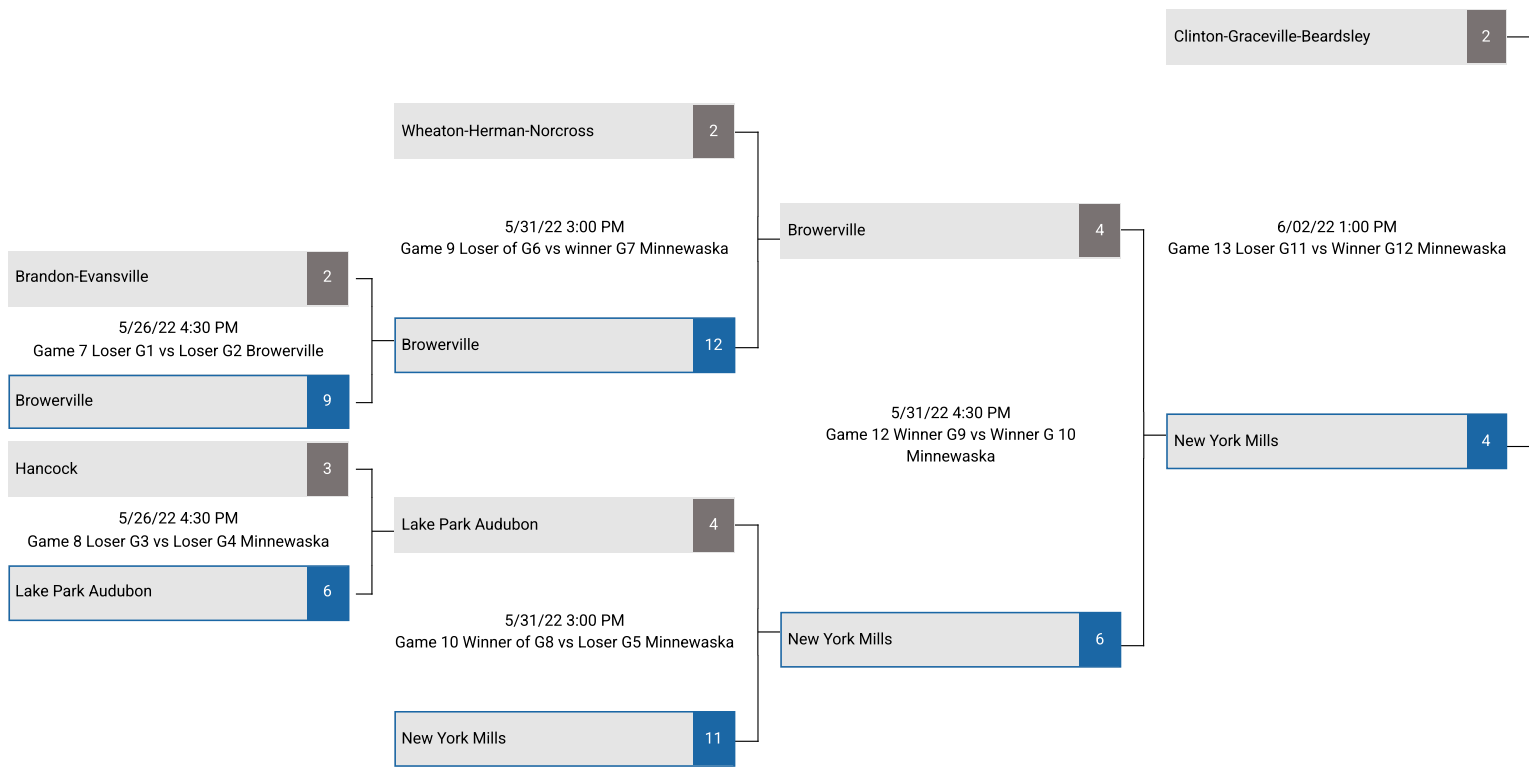 Clinton-Graceville-Beardsley 2
Wheaton-Herman-Norcross 2
5/31/22 3:00 PM
Game 9 Loser of G6 vs winner G7 Minnewaska
Browerville 12
Brandon-Evansville 2
5/26/22 4:30 PM
Game 7 Loser G1 vs Loser G2 Browerville
Browerville 9
Hancock 3
5/26/22 4:30 PM
Game 8 Loser G3 vs Loser G4 Minnewaska
Lake Park Audubon 6
Lake Park Audubon 4
5/31/22 3:00 PM
Game 10 Winner of G8 vs Loser G5 Minnewaska
New York Mills 11
Browerville 4
5/31/22 4:30 PM
Game 12 Winner G9 vs Winner G 10
Minnewaska
New York Mills 6
6/02/22 1:00 PM
Game 13 Loser G11 vs Winner G12 Minnewaska
New York Mills 4